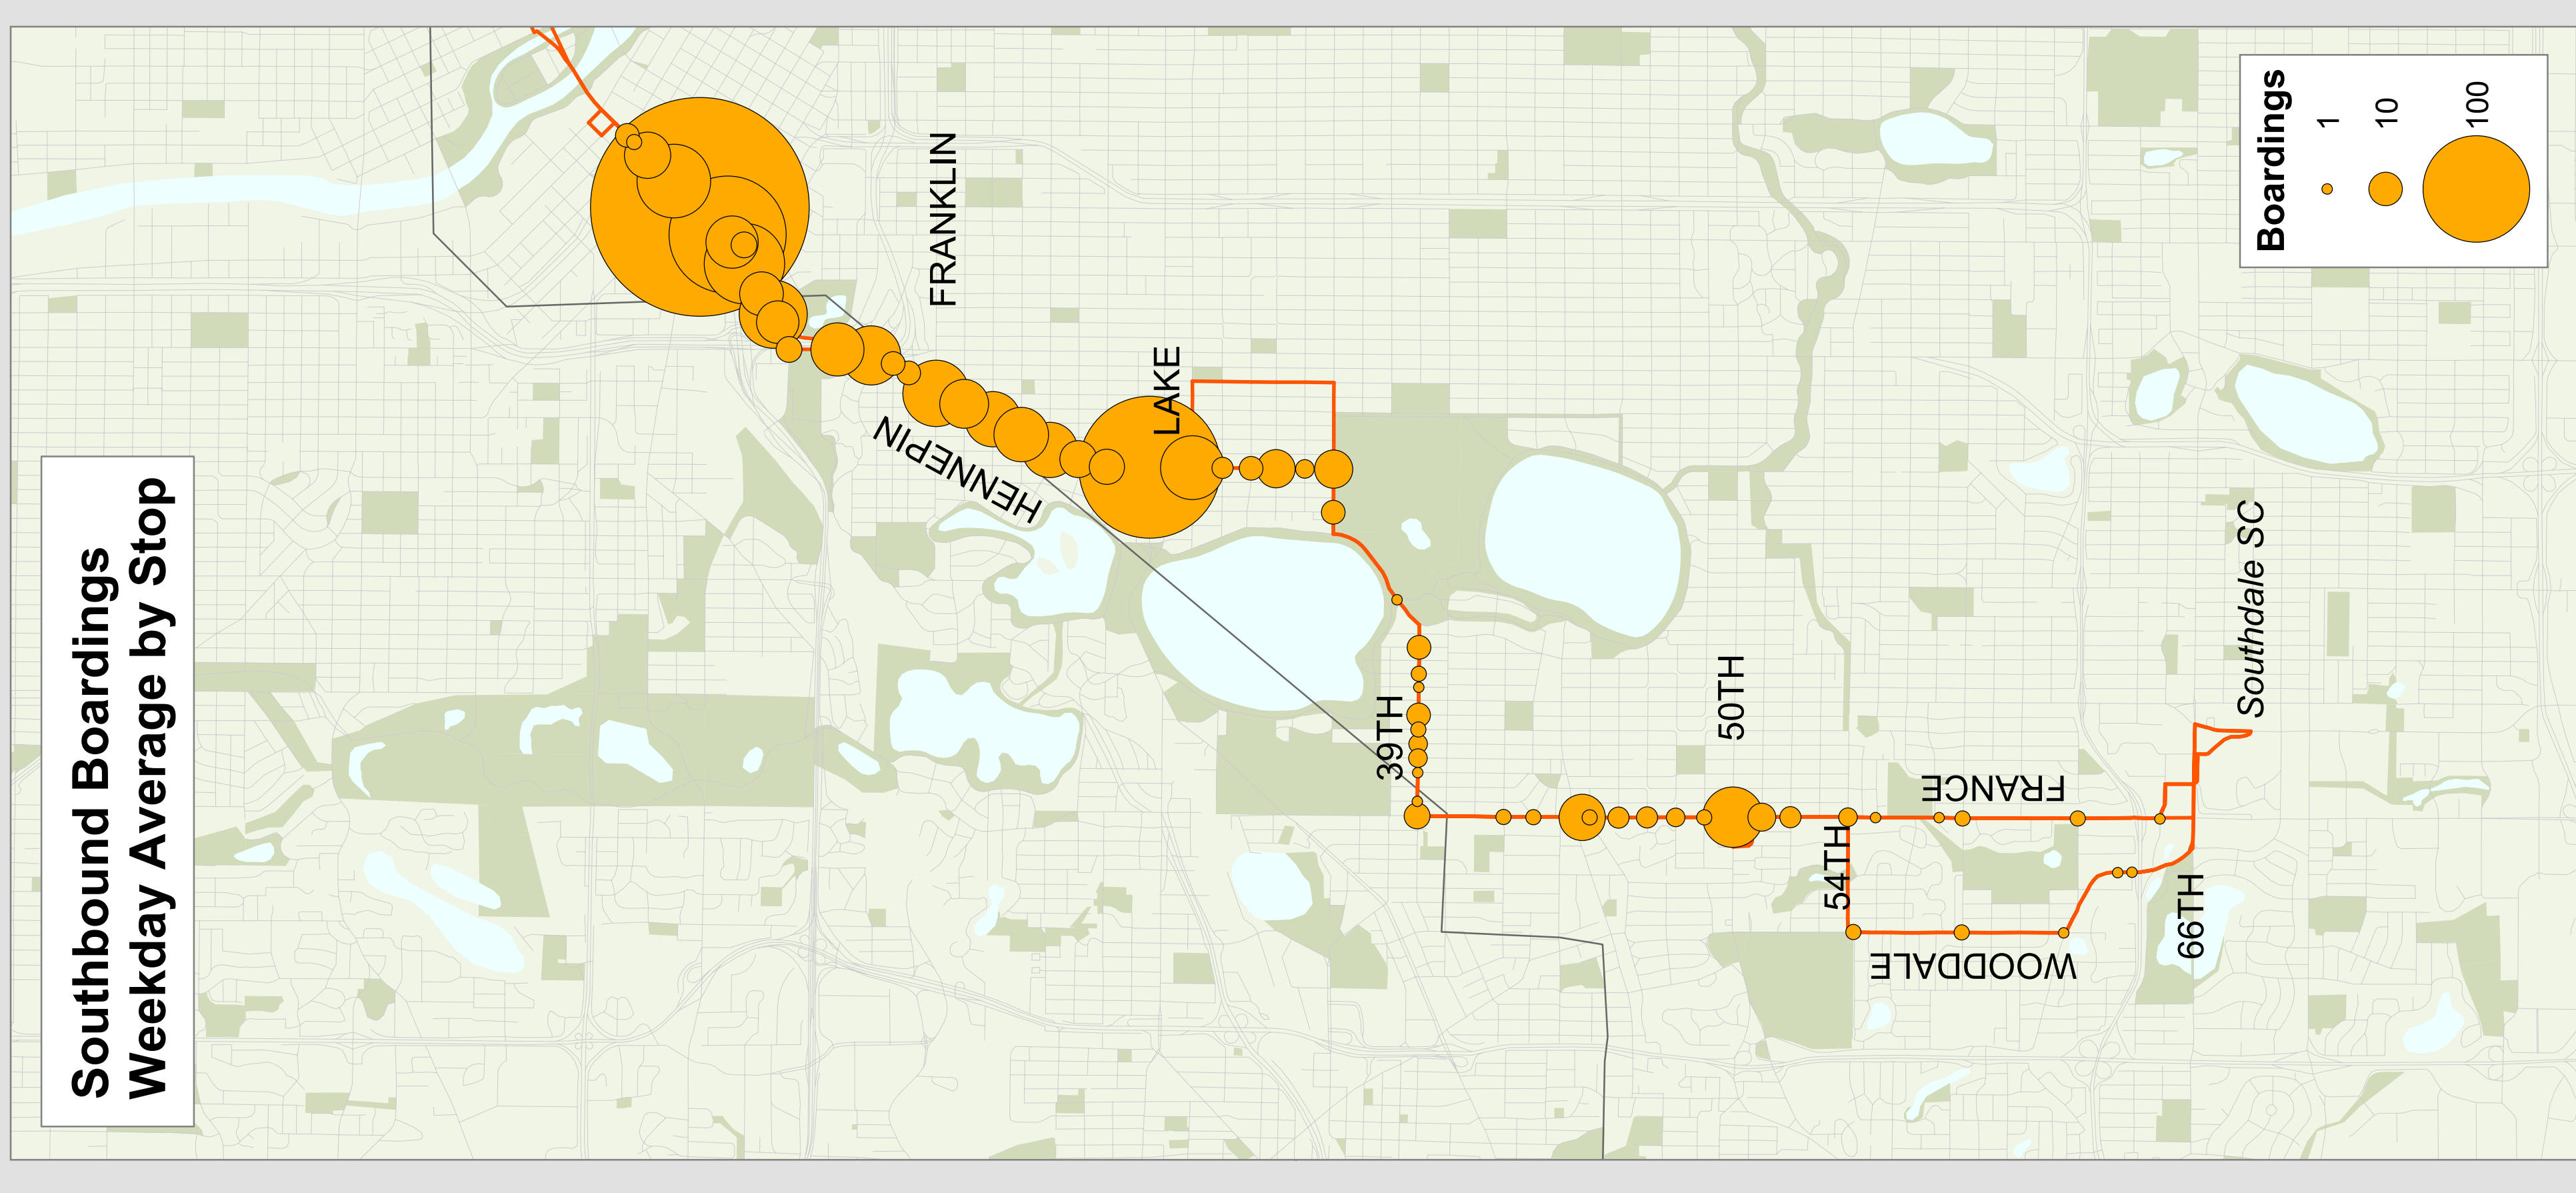 Southbound Boardings
Weekday Average by Stop
FRANKLIN
HENNEPIN
LAKE
39TH
50TH
FRANCE
54TH
WOODDALE
66TH
Southdale SC
Boardings
1
10
100